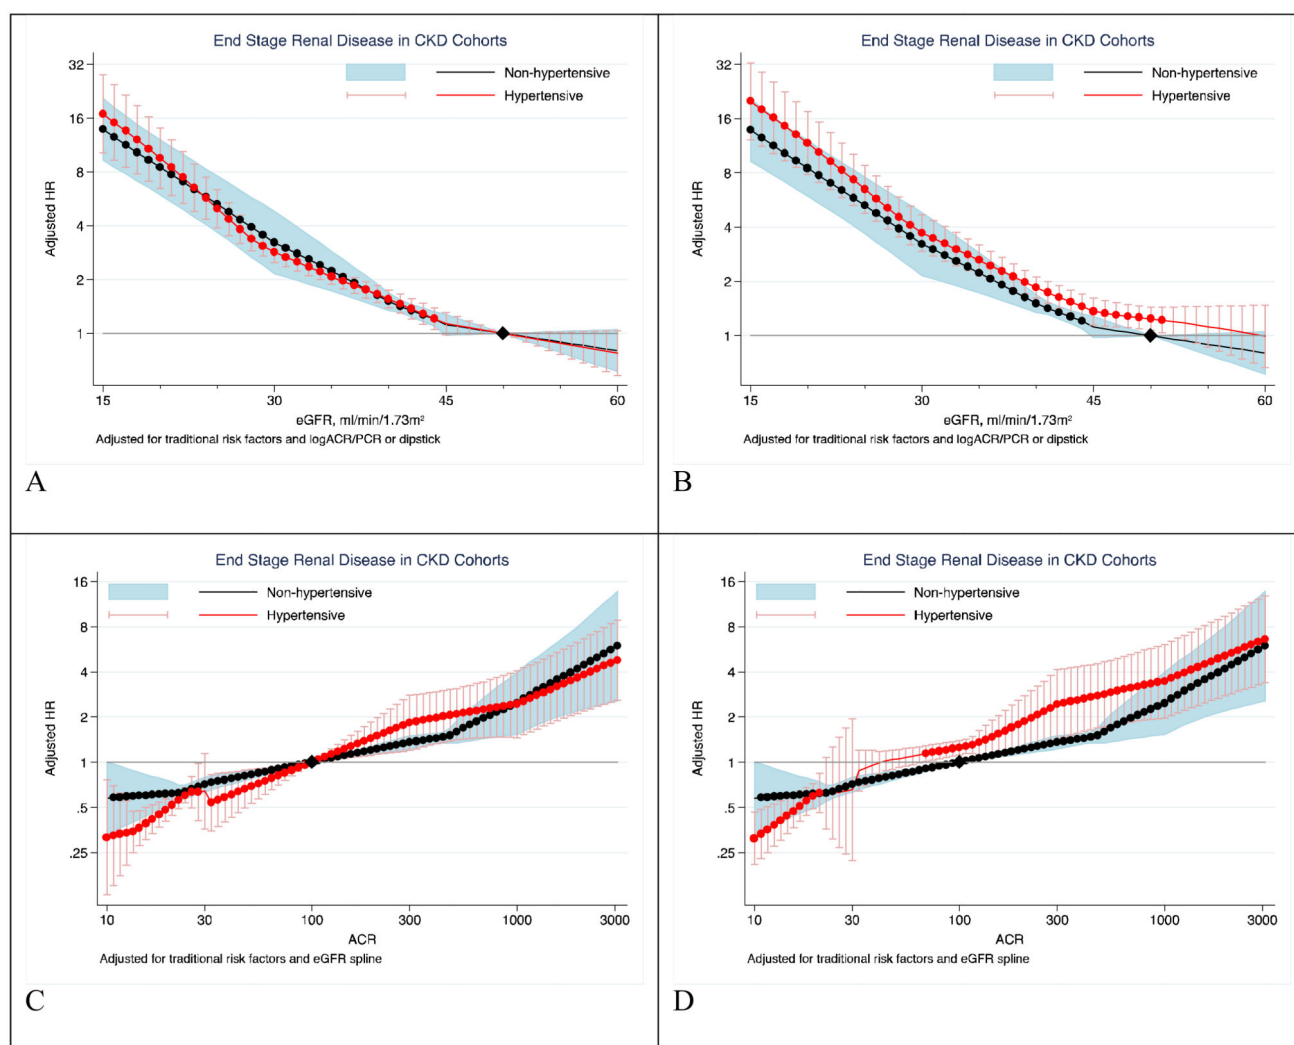 End Stage Renal Disease in CKD Cohorts
Non-hypertensive
Hypertensive
Adjusted HR
32
16
8
4
2
1
15
30
45
60
eGFR, ml/min/1.73m²
Adjusted for traditional risk factors and logACR/PCR or dipstick
A
End Stage Renal Disease in CKD Cohorts
Non-hypertensive
Hypertensive
Adjusted HR
32
16
8
4
2
1
15
30
45
60
eGFR, ml/min/1.73m²
Adjusted for traditional risk factors and logACR/PCR or dipstick
B
End Stage Renal Disease in CKD Cohorts
Non-hypertensive
Hypertensive
Adjusted HR
16
8
4
2
1
.5
.25
10
30
100
300
1000
3000
ACR
Adjusted for traditional risk factors and eGFR spline
C
End Stage Renal Disease in CKD Cohorts
Non-hypertensive
Hypertensive
Adjusted HR
16
8
4
2
1
.5
.25
10
30
100
300
1000
3000
ACR
Adjusted for traditional risk factors and eGFR spline
D